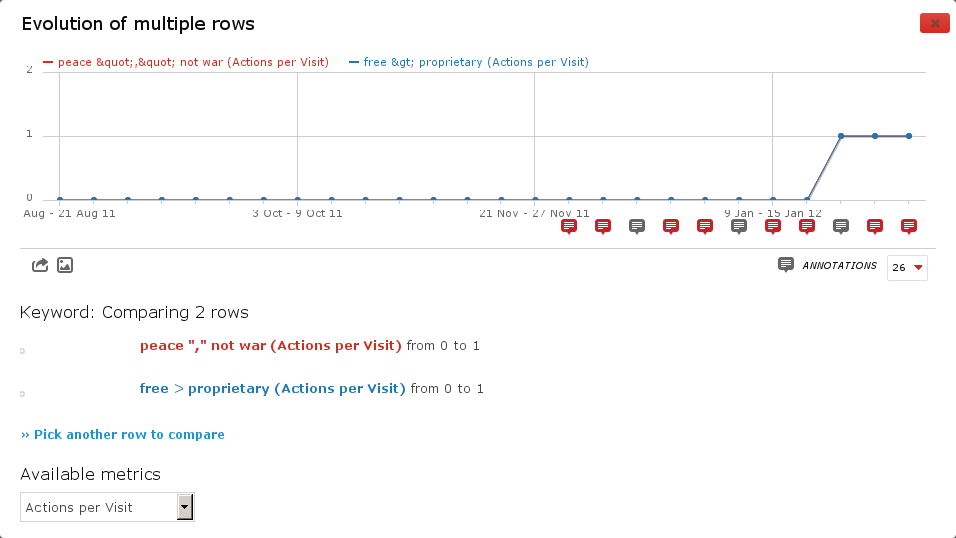 Evolution of multiple rows
peace &quot;,&quot; not war (Actions per Visit) free &gt; proprietary (Actions per Visit)
2
1
0
Aug - 21 Aug 11 3 Oct - 9 Oct 11 21 Nov - 27 Nov 11 9 Jan - 15 Jan 12
ANNOTATIONS 26
Keyword: Comparing 2 rows
peace "," not war (Actions per Visit) from 0 to 1
free > proprietary (Actions per Visit) from 0 to 1
» Pick another row to compare
Available metrics
Actions per Visit